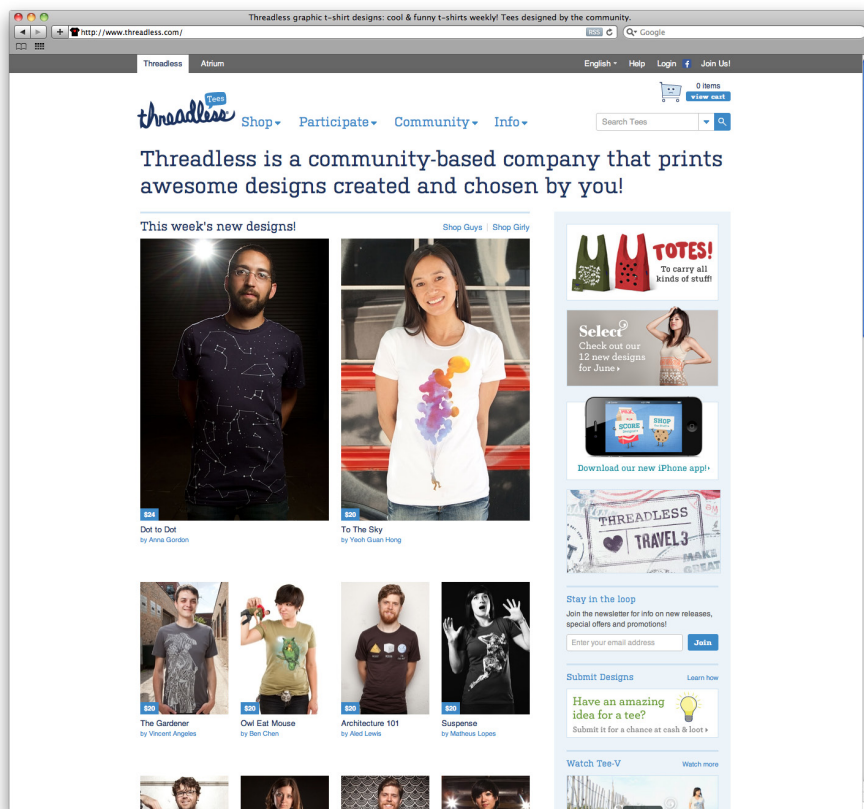 Threadless graphic t-shirt designs: cool & funny t-shirts weekly! Tees designed by the community.
http://www.threadless.com/
RSS
Google
Threadless
Atrium
English
Help
Login
Join Us!
0 items
view cart
threadless
Tees
Shop
Participate
Community
Info
Search Tees
Threadless is a community-based company that prints
awesome designs created and chosen by you!
This week's new designs!
Shop Guys | Shop Girly
$24
Dot to Dot
by Anna Gordon
$20
To The Sky
by Yeoh Guan Hong
$20
The Gardener
by Vincent Angeles
$20
Owl Eat Mouse
by Ben Chen
$20
Architecture 101
by Aled Lewis
$20
Suspense
by Matheus Lopes
TOTES!
To carry all
kinds of stuff!
Select
Check out our
12 new designs
for June
SCORE
SHOP
Download our new iPhone app!
THREADLESS
TRAVEL3
MAKE
GREAT
Stay in the loop
Join the newsletter for info on new releases,
special offers and promotions!
Enter your email address
Join
Submit Designs
Learn how
Have an amazing
idea for a tee?
Submit it for a chance at cash & loot
Watch Tee-V
Watch more